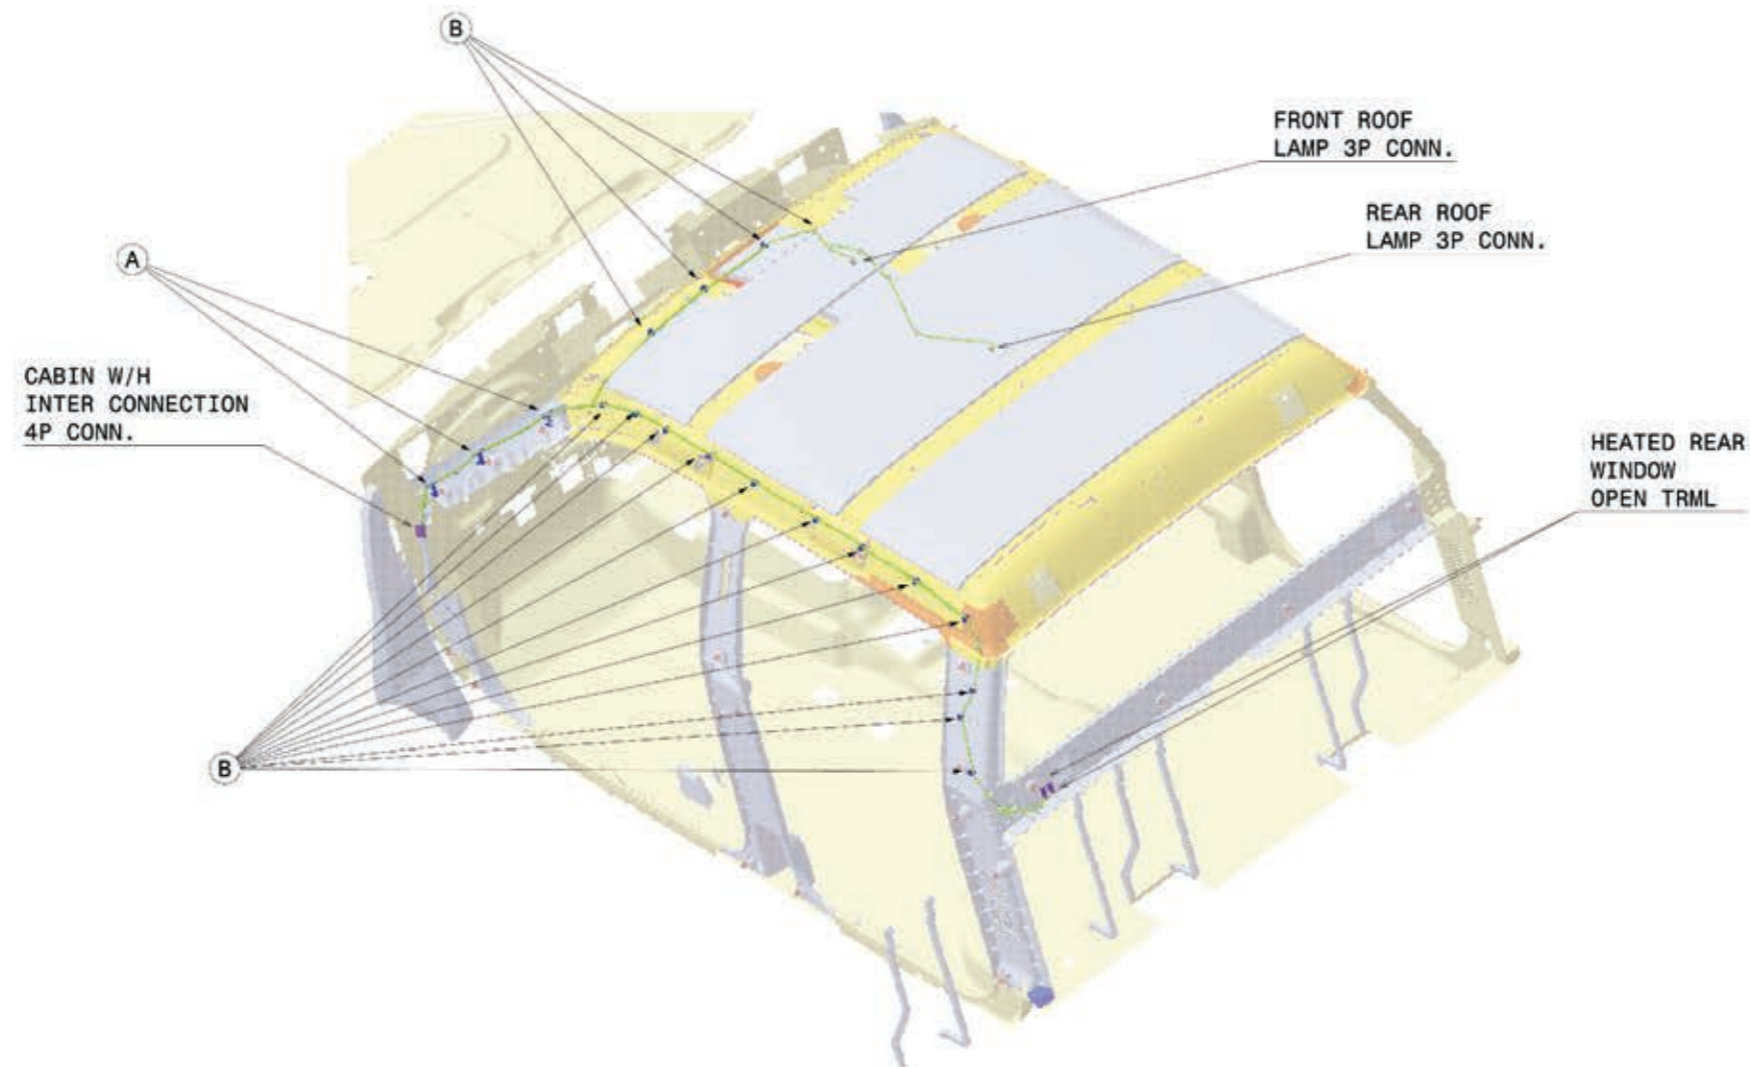 B
FRONT ROOF
LAMP 3P CONN.
REAR ROOF
LAMP 3P CONN.
A
CABIN W/H
INTER CONNECTION
4P CONN.
HEATED REAR
WINDOW
OPEN TRML
B